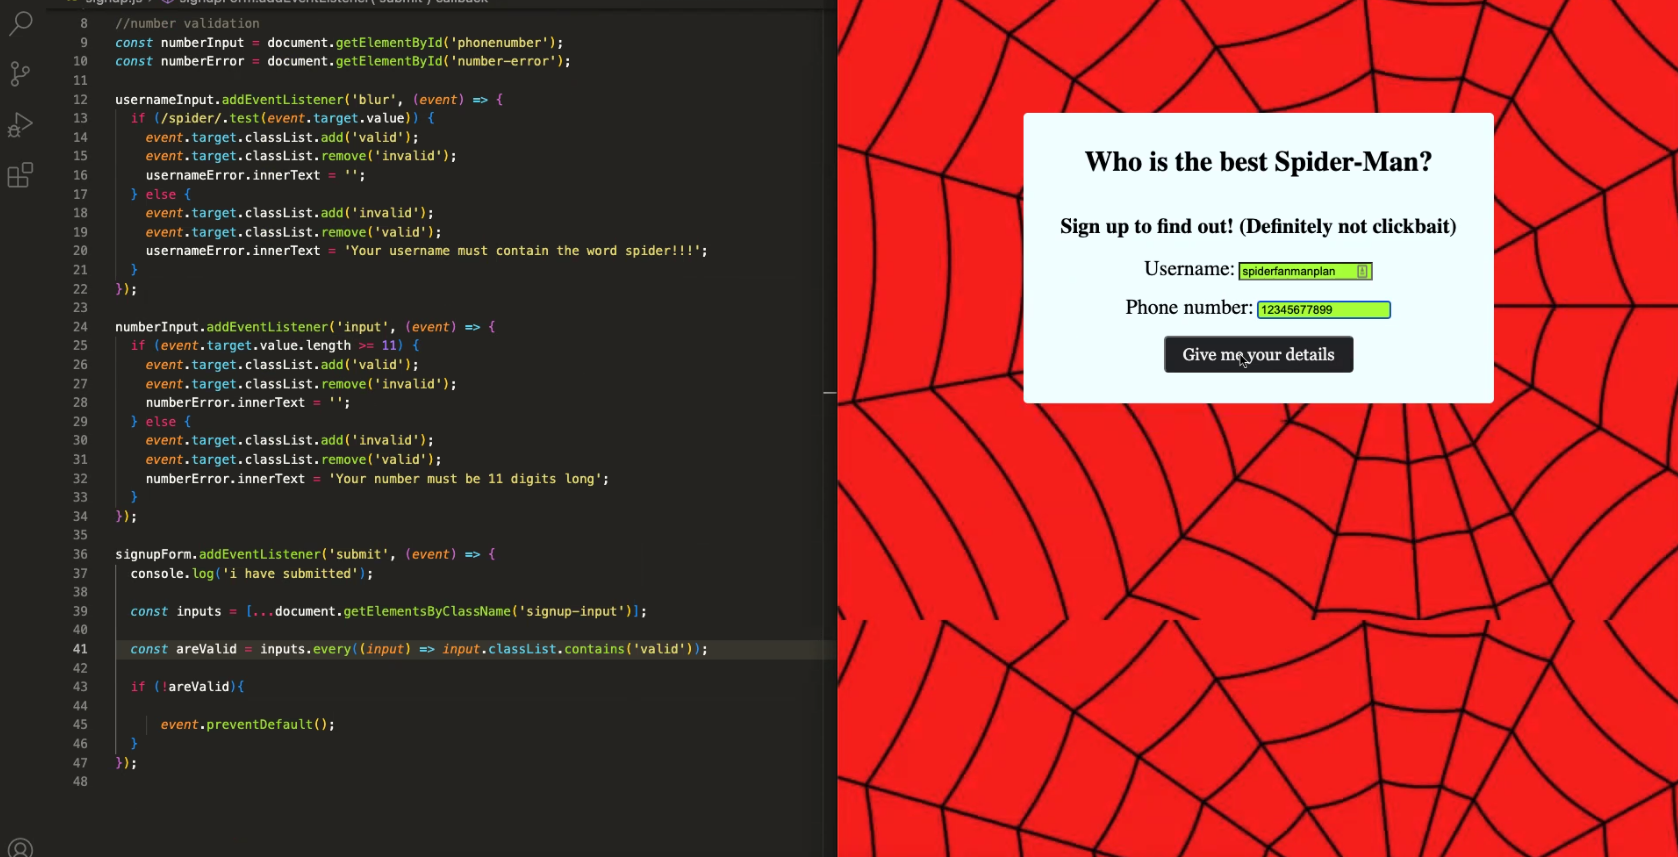 8 //number validation
9 const numberInput = document.getElementById('phonenumber');
10 const numberError = document.getElementById('number-error');
11
12 usernameInput.addEventListener('blur', (event) => {
13 if (/spider/.test(event.target.value)) {
14 event.target.classList.add('valid');
15 event.target.classList.remove('invalid');
16 usernameError.innerText = '';
17 } else {
18 event.target.classList.add('invalid');
19 event.target.classList.remove('valid');
20 usernameError.innerText = 'Your username must contain the word spider!!!';
21 }
22 });
23
24 numberInput.addEventListener('input', (event) => {
25 if (event.target.value.length >= 11) {
26 event.target.classList.add('valid');
27 event.target.classList.remove('invalid');
28 numberError.innerText = '';
29 } else {
30 event.target.classList.add('invalid');
31 event.target.classList.remove('valid');
32 numberError.innerText = 'Your number must be 11 digits long';
33 }
34 });
35
36 signupForm.addEventListener('submit', (event) => {
37 console.log('i have submitted');
38
39 const inputs = [...document.getElementsByClassName('signup-input')];
40
41 const areValid = inputs.every((input) => input.classList.contains('valid'));
42
43 if (!areValid){
44
45 event.preventDefault();
46 }
47 });
48
Who is the best Spider-Man?
Sign up to find out! (Definitely not clickbait)
Username: spiderfanmanplan
Phone number: 12345677899
Give me your details